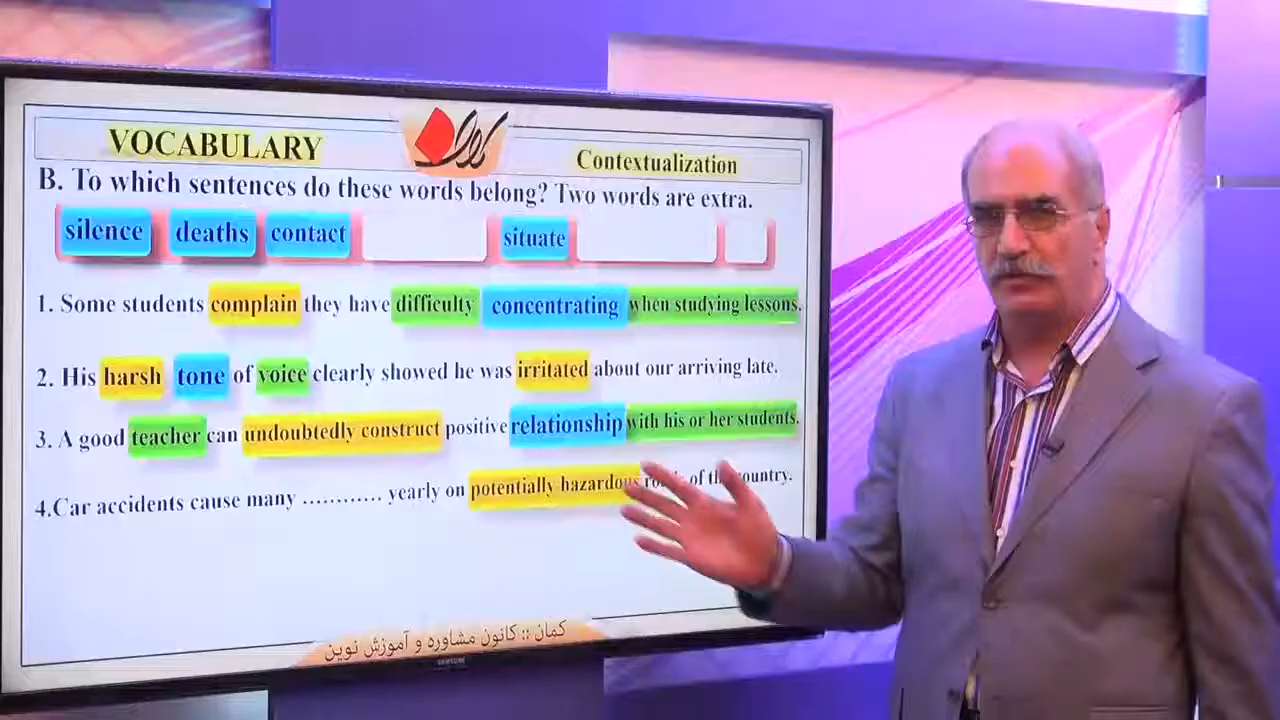 VOCABULARY
Contextualization
B. To which sentences do these words belong? Two words are extra.
silence deaths contact situate
1. Some students complain they have difficulty concentrating when studying lessons.
2. His harsh tone of voice clearly showed he was irritated about our arriving late.
3. A good teacher can undoubtedly construct positive relationship with his or her students.
4.Car accidents cause many ………… yearly on potentially hazardous of country.
کمان :: کانون مشاوره و آموزش نوین
SAMSUNG